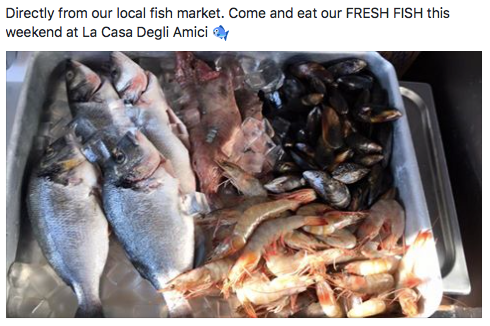 Directly from our local fish market. Come and eat our FRESH FISH this
weekend at La Casa Degli Amici 🐟